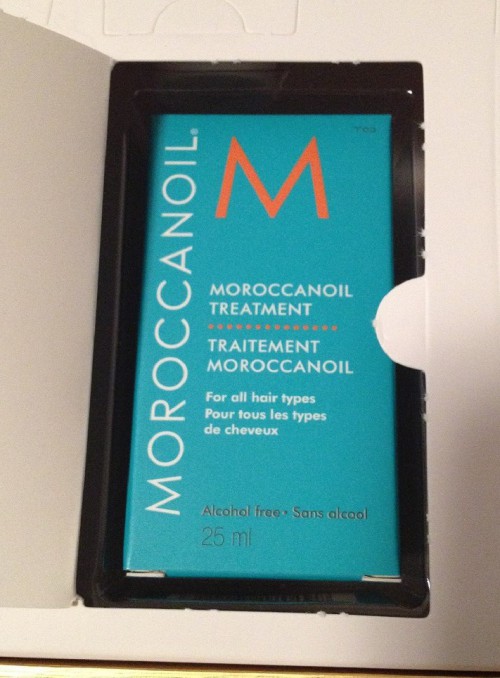 MOROCCANOIL®
M
MOROCCANOIL
TREATMENT
TRAITEMENT
MOROCCANOIL
For all hair types
Pour tous les types
de cheveux
Alcohol free • Sans alcool
25 ml